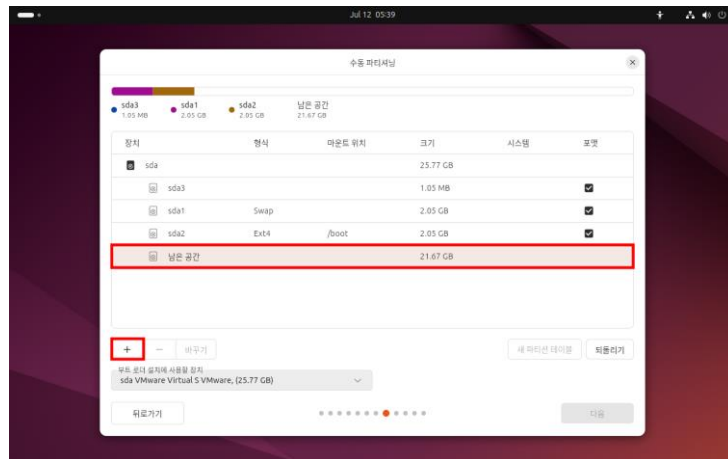 Jul 12 05:39
수동 파티셔닝
sda3 sda1 sda2 남은 공간
1.05 MB 2.05 GB 2.05 GB 21.67 GB
장치 형식 마운트 위치 크기 시스템 포맷
sda 25.77 GB
sda3 1.05 MB
sda1 Swap 2.05 GB
sda2 Ext4 /boot 2.05 GB
남은 공간 21.67 GB
+ − 바꾸기 새 파티션 테이블 되돌리기
부트 로더 설치에 사용할 장치
sda VMware Virtual S VMware, (25.77 GB)
뒤로가기 다음